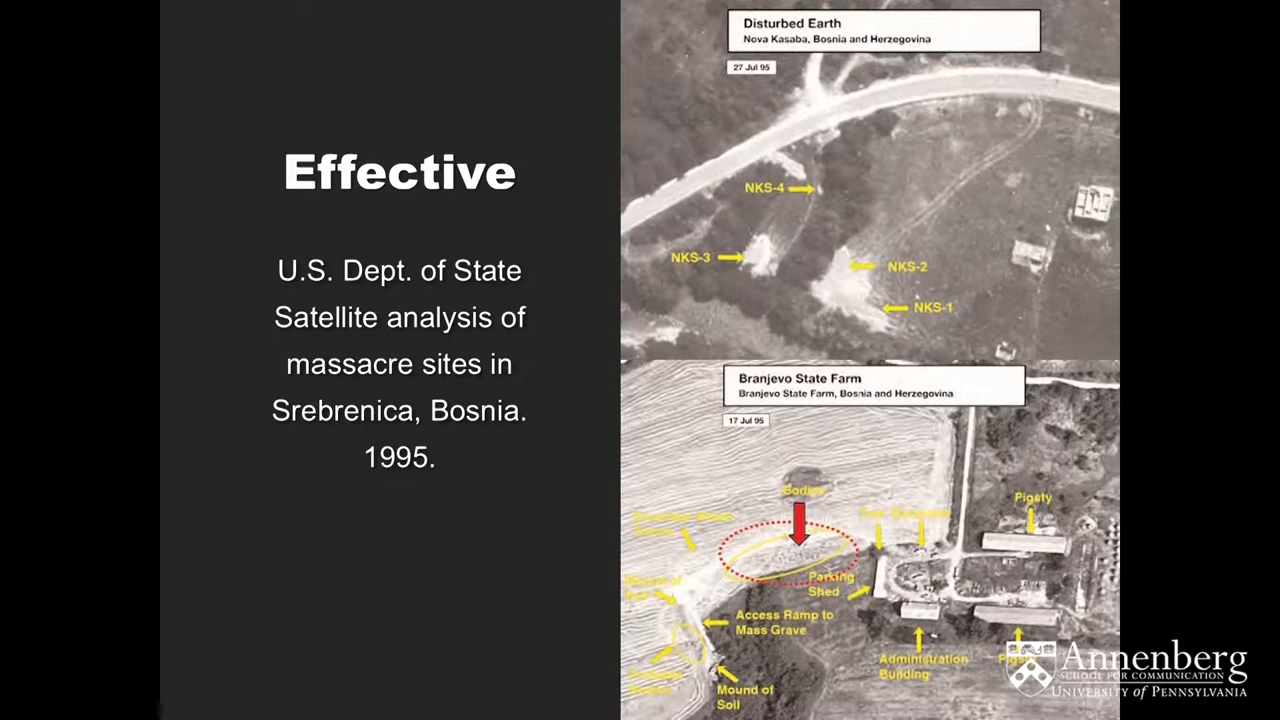 Effective
U.S. Dept. of State
Satellite analysis of
massacre sites in
Srebrenica, Bosnia.
1995.
Disturbed Earth
Nova Kasaba, Bosnia and Herzegovina
27 Jul 95
NKS-4
NKS-3
NKS-2
NKS-1
Branjevo State Farm
Branjevo State Farm, Bosnia and Herzegovina
17 Jul 95
Bodies
Pigsty
Parking
Shed
Mound of
Access Ramp to
Mass Grave
Administration
Building
Pigsty
Mound of
Soil
Annenberg
SCHOOL FOR COMMUNICATION
UNIVERSITY of PENNSYLVANIA